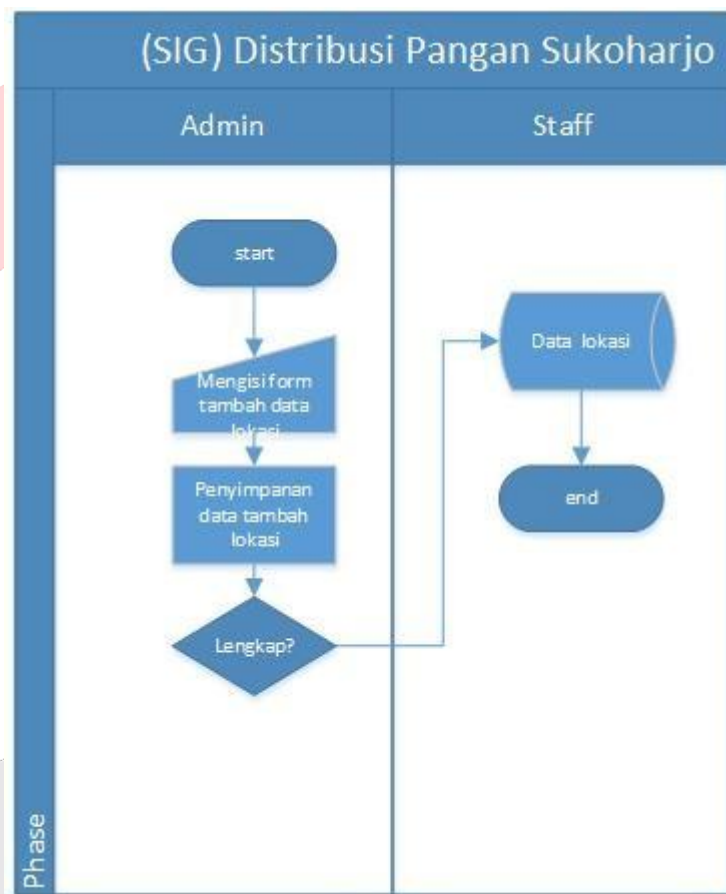 (SIG) Distribusi Pangan Sukoharjo
Admin
Staff
start
Mengisi form
tambah data
lokasi
Penyimpanan
data tambah
lokasi
Lengkap?
Data lokasi
end
Phase